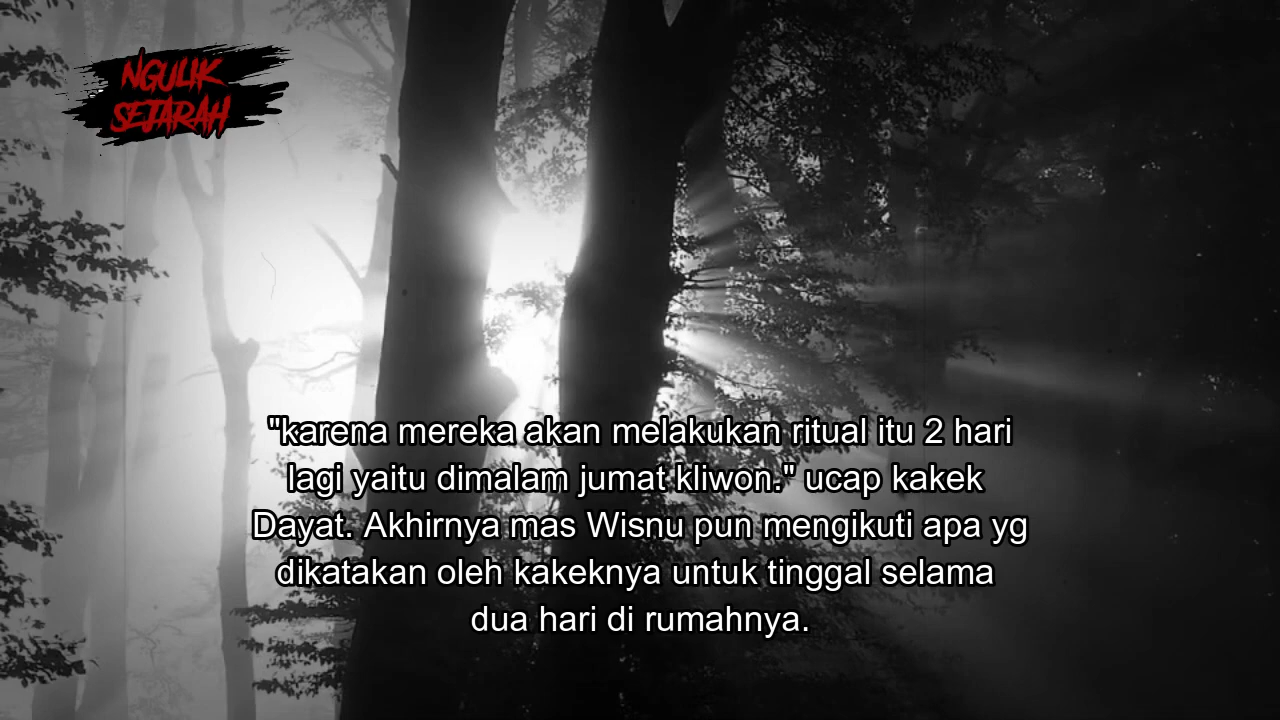 NGULIK
SEJARAH
"karena mereka akan melakukan ritual itu 2 hari
lagi yaitu dimalam jumat kliwon." ucap kakek
Dayat. Akhirnya mas Wisnu pun mengikuti apa yg
dikatakan oleh kakeknya untuk tinggal selama
dua hari di rumahnya.